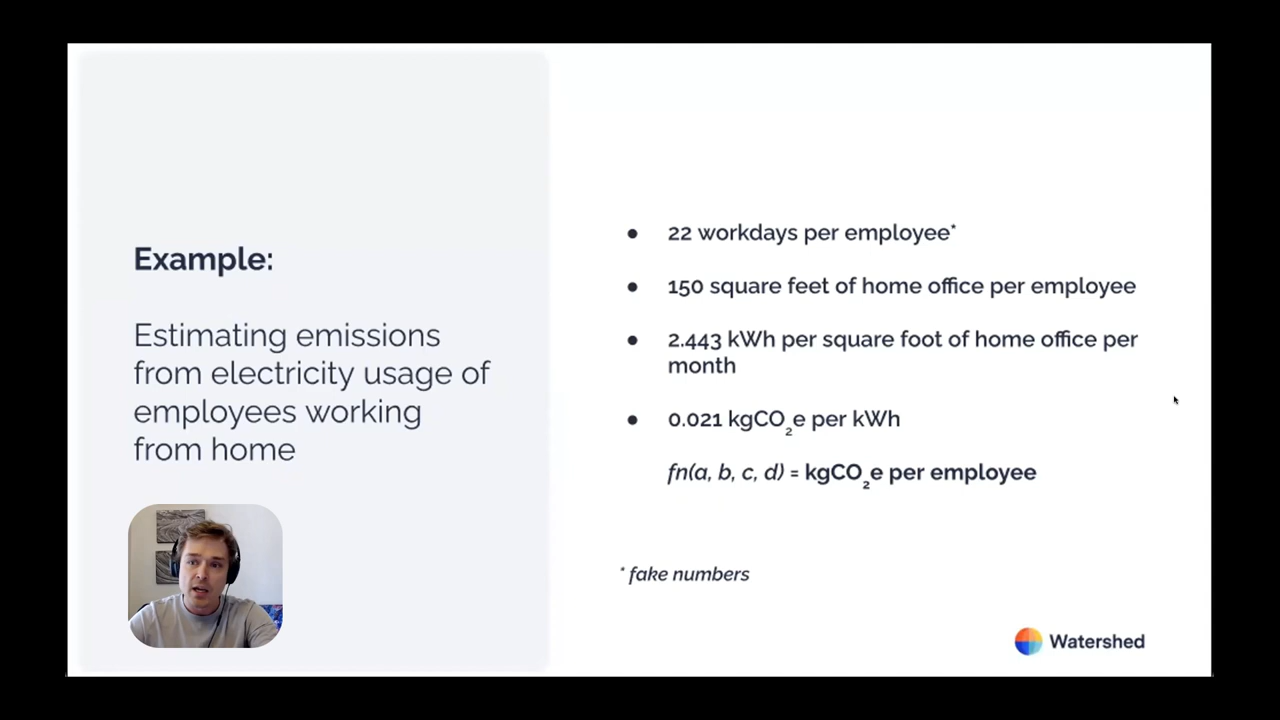 Example:
Estimating emissions
from electricity usage of
employees working
from home
● 22 workdays per employee*
● 150 square feet of home office per employee
● 2.443 kWh per square foot of home office per
month
● 0.021 kgCO₂e per kWh
fn(a, b, c, d) = kgCO₂e per employee
* fake numbers
Watershed